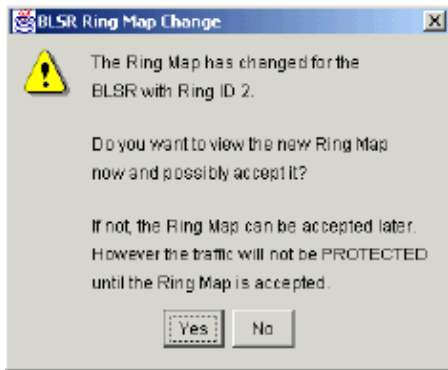 BLSR Ring Map Change
The Ring Map has changed for the
BLSR with Ring ID 2.
Do you want to view the new Ring Map
now and possibly accept it?
If not, the Ring Map can be accepted later.
However the traffic will not be PROTECTED
until the Ring Map is accepted.
Yes No